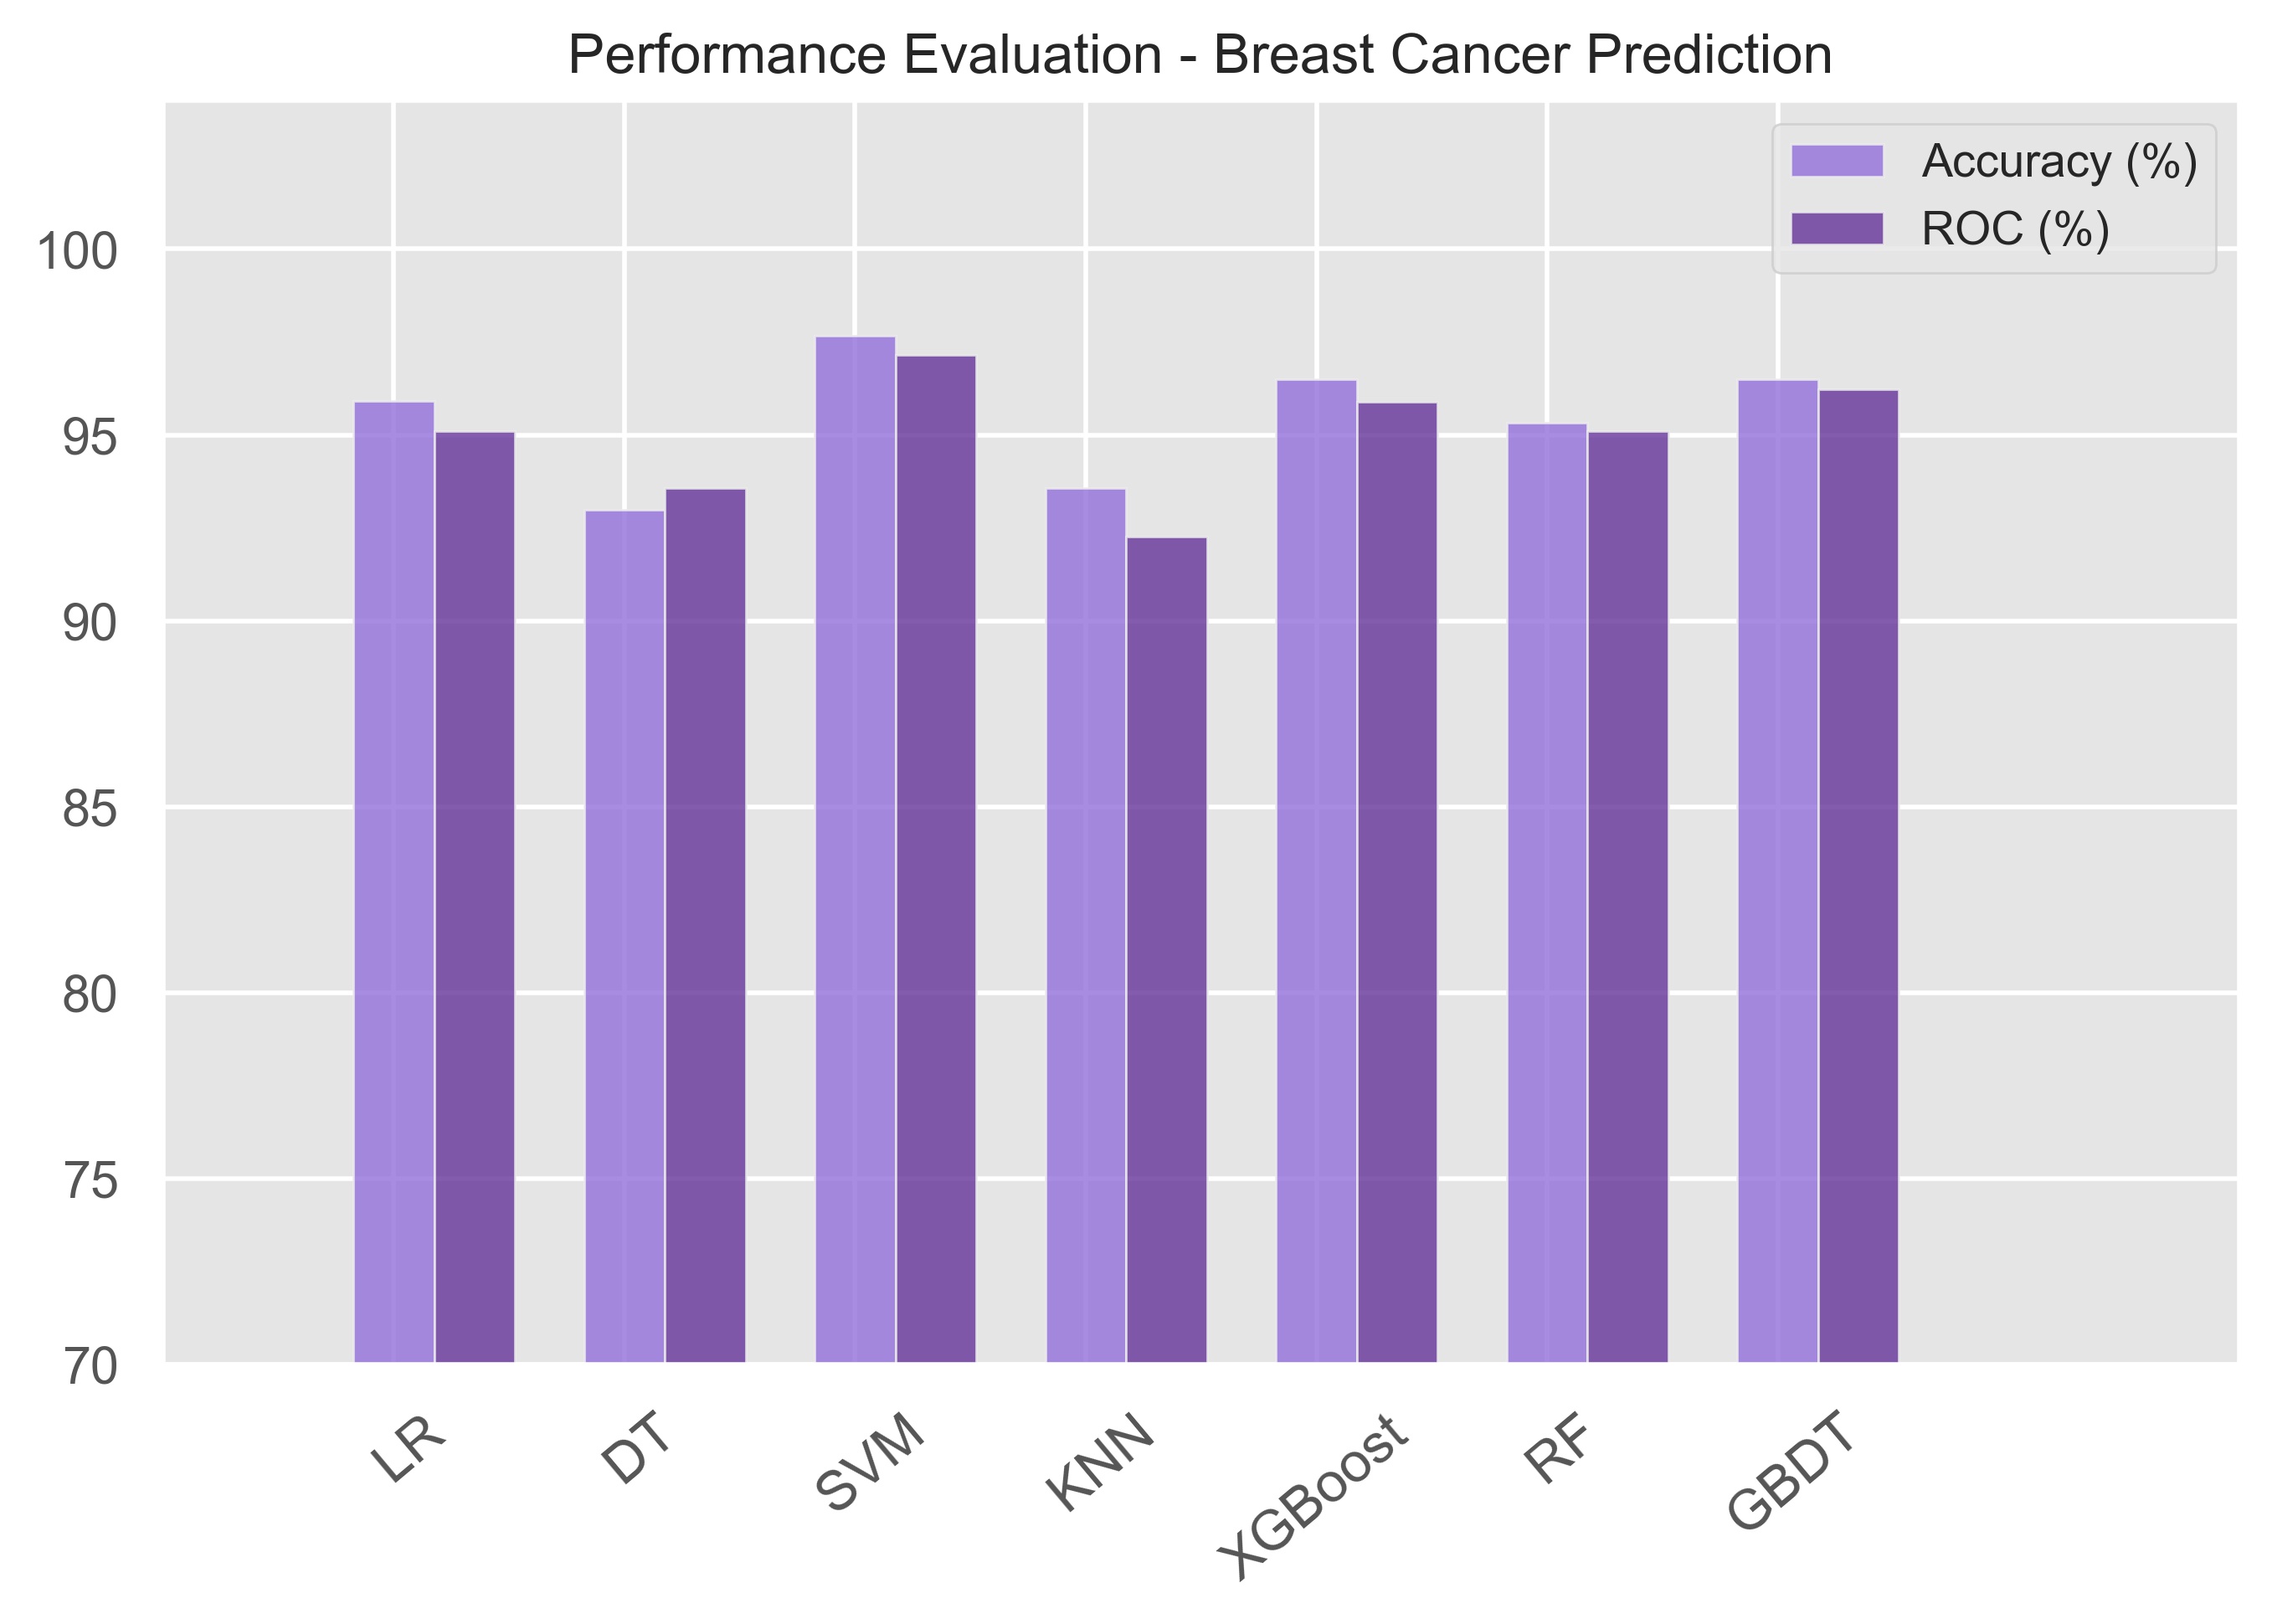 Performance Evaluation - Breast Cancer Prediction
Accuracy (%)
ROC (%)
100
95
90
85
80
75
70
LR
DT
SVM
KNN
XGBoost
RF
GBDT